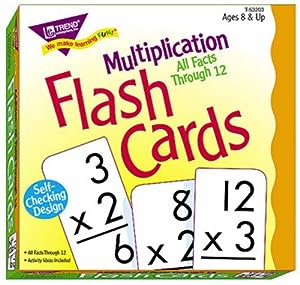 T-53203
Ages 8 & Up
TREND
We make learning FUN!
Multiplication
All Facts
Through 12
Flash
Cards
Self-
Checking
Design
3
x 2
6
8
x 2
12
x 3
• All Facts Through 12
• Activity Ideas Included
Flash Cards